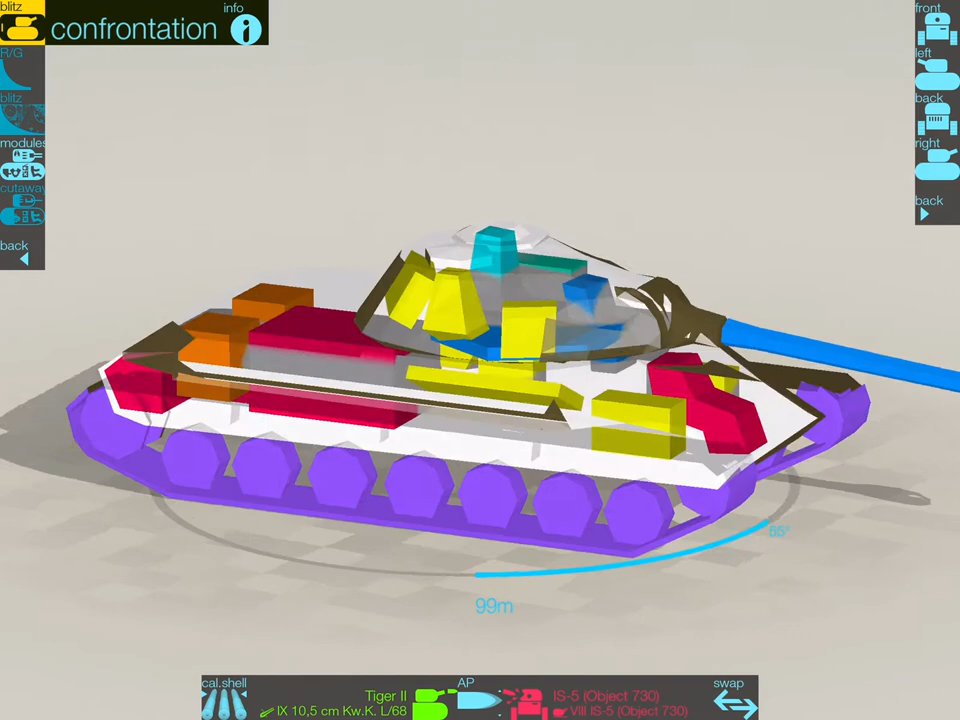 blitz
confrontation
info
R/G
blitz
modules
cutaway
back
front
left
back
right
back
55°
99m
cal.shell
Tiger II
IX 10,5 cm Kw.K. L/68
AP
IS-5 (Object 730)
VIII IS-5 (Object 730)
swap